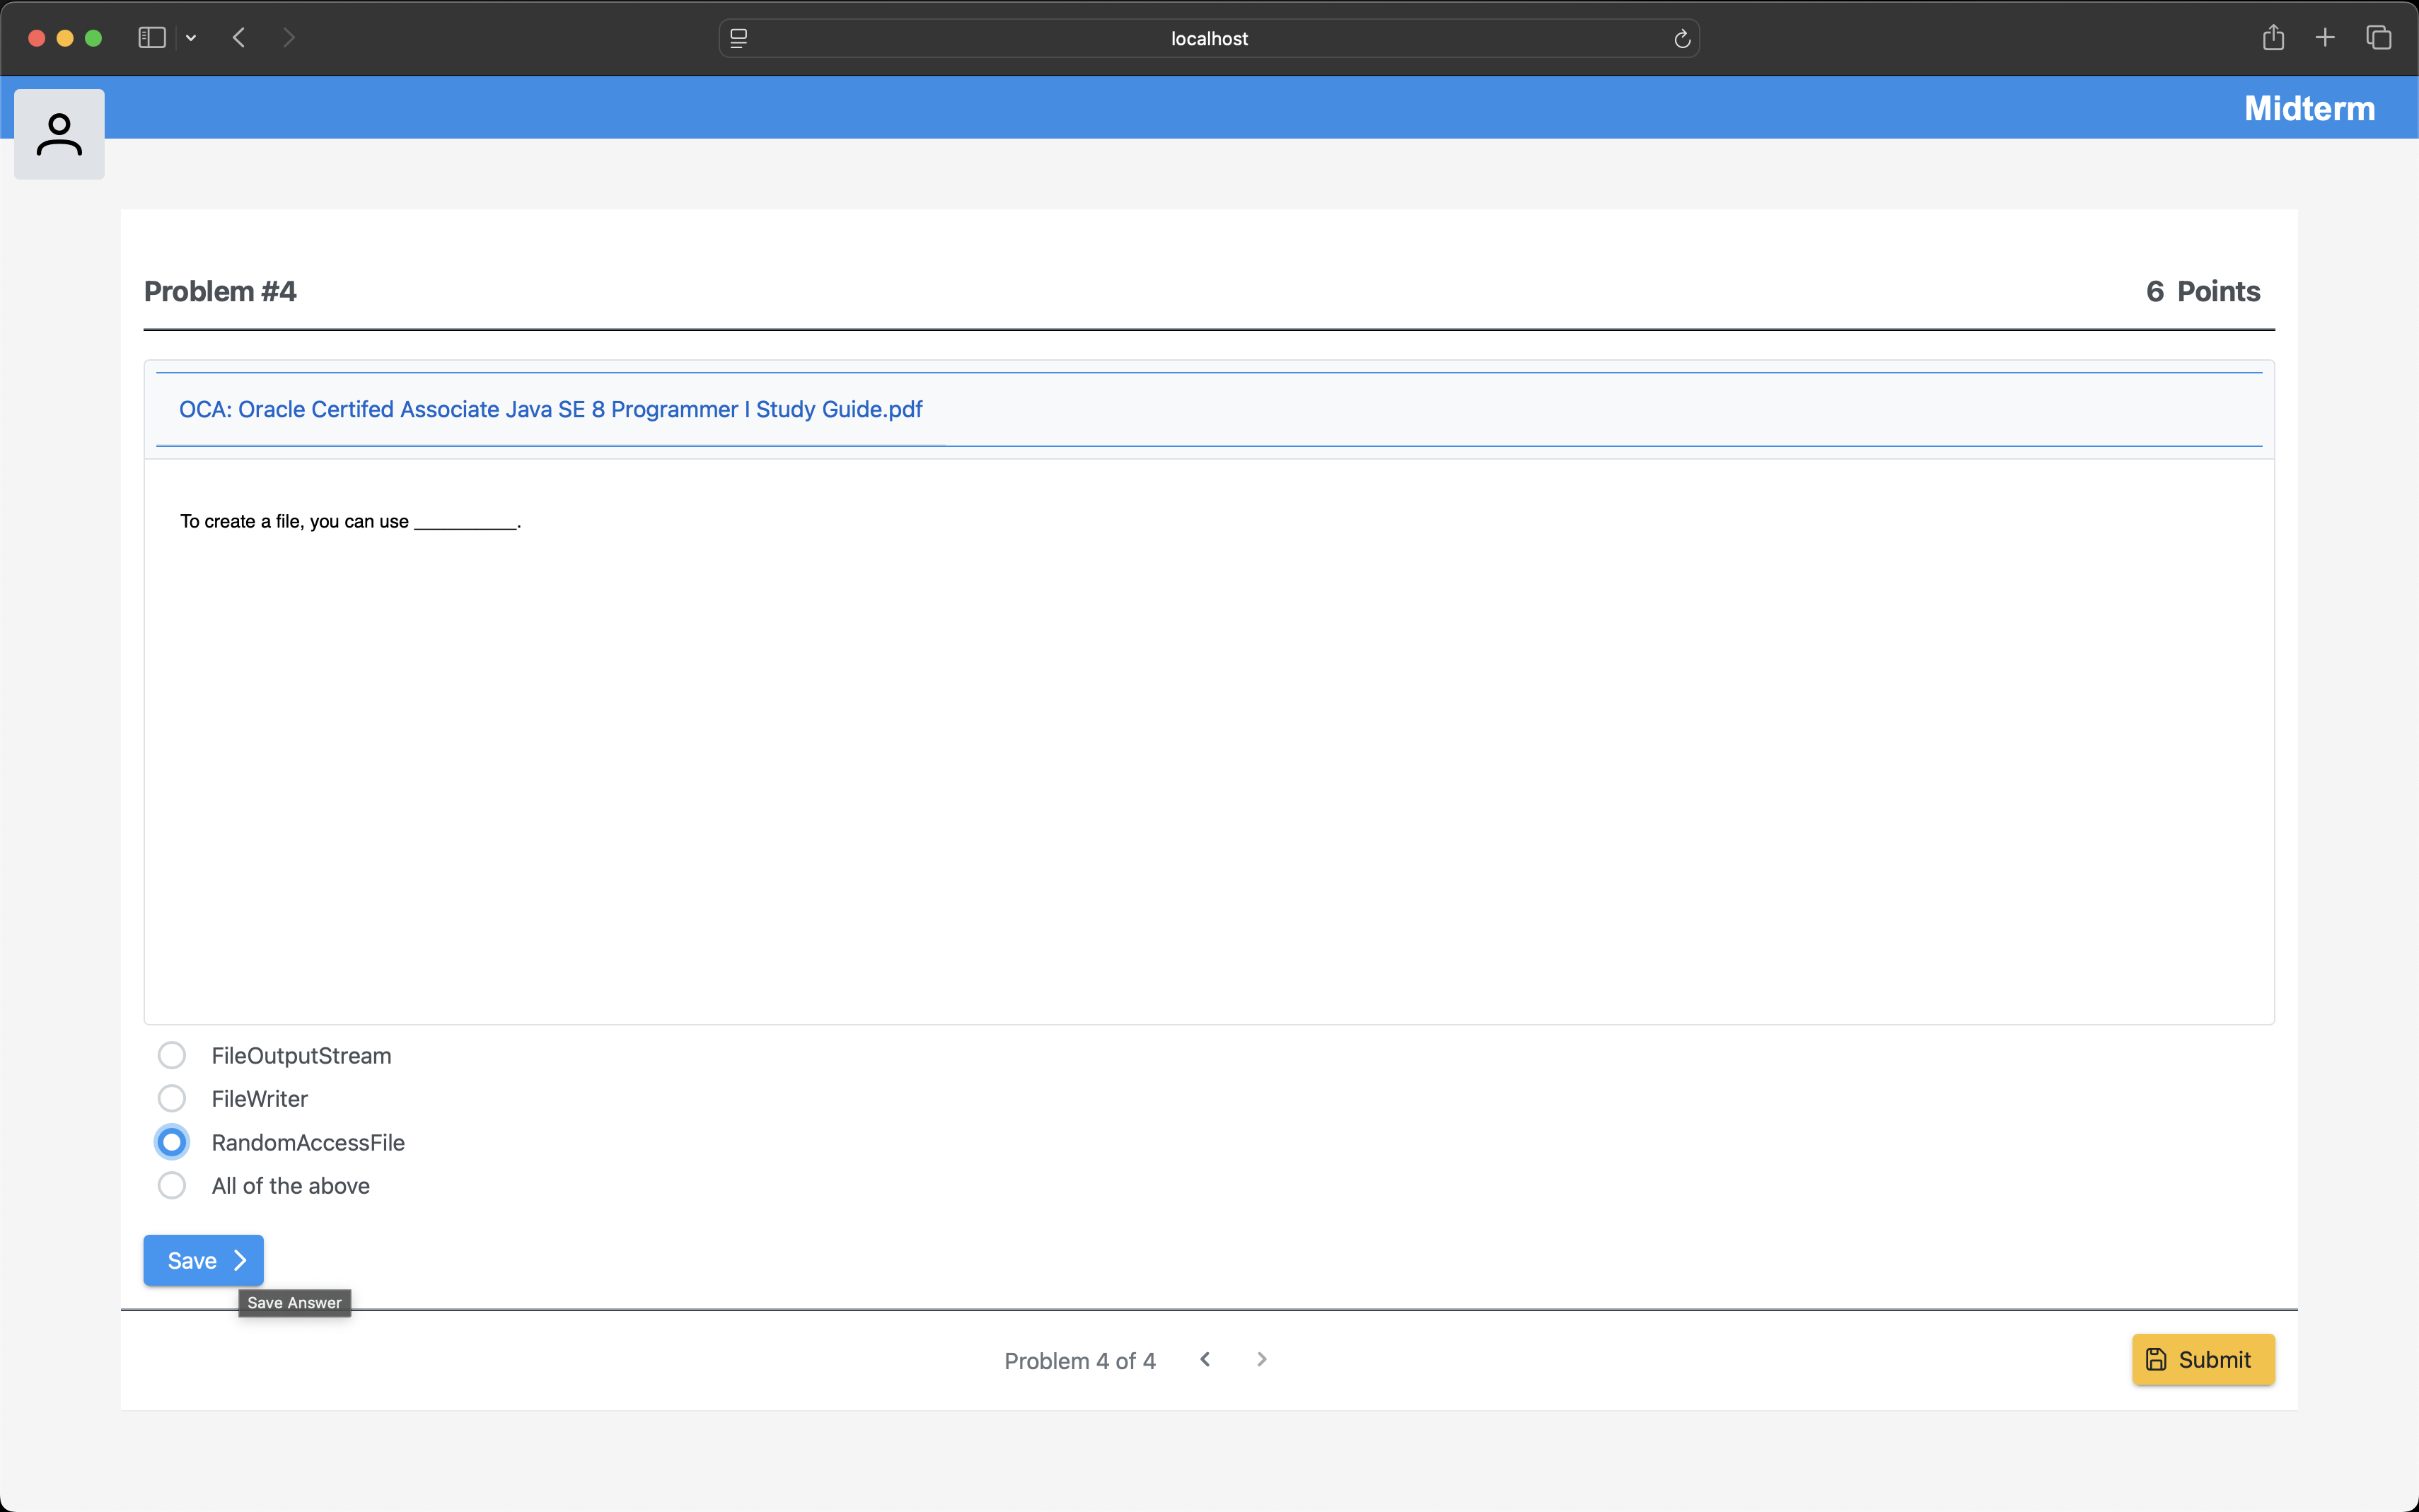 localhost
Midterm
Problem #4
6 Points
OCA: Oracle Certifed Associate Java SE 8 Programmer I Study Guide.pdf
To create a file, you can use ___________.
FileOutputStream
FileWriter
RandomAccessFile
All of the above
Save
Save Answer
Problem 4 of 4
Submit